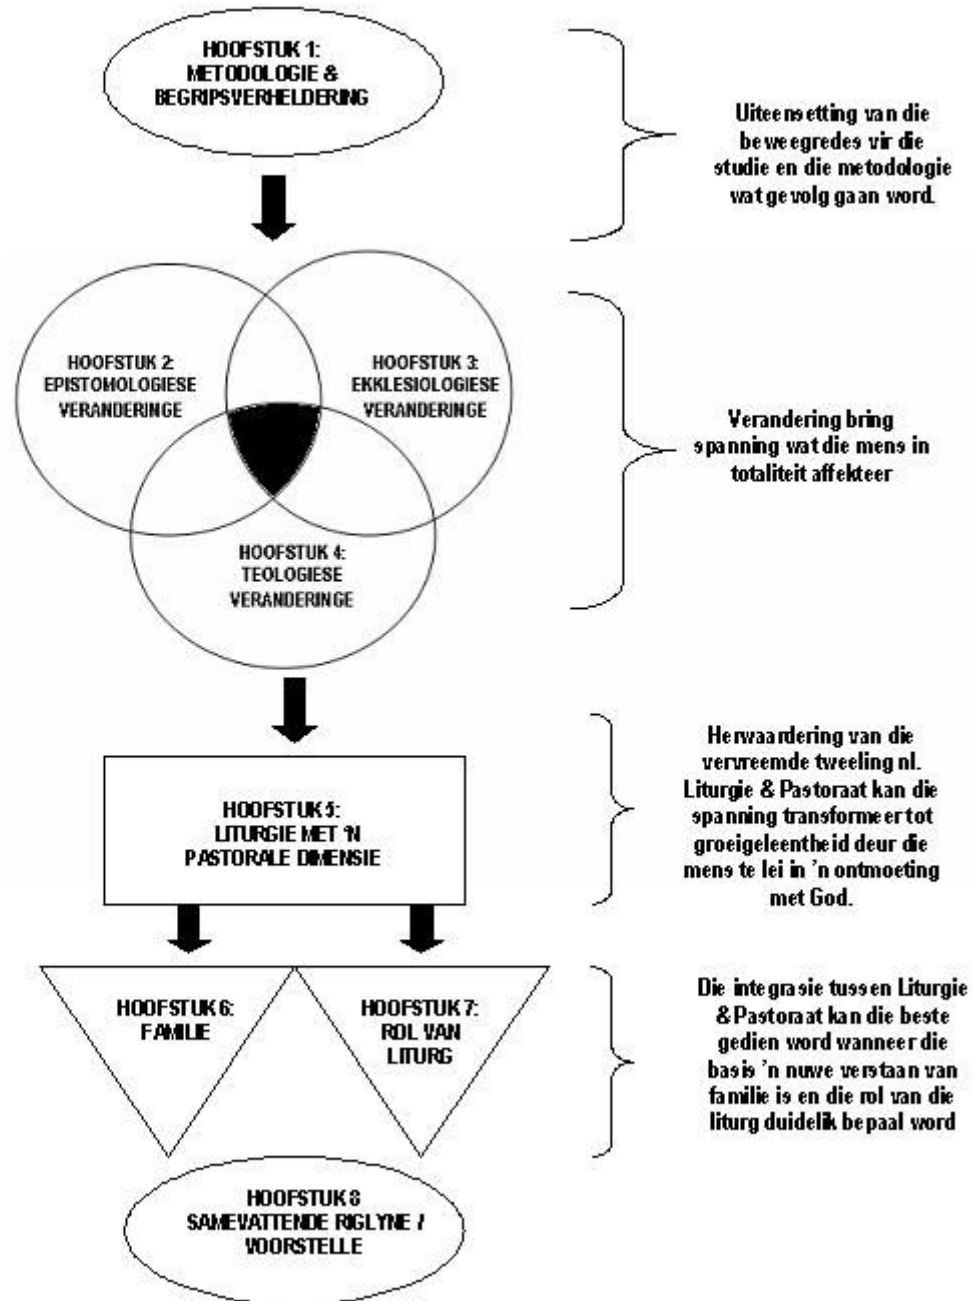 HOOFSTUK 1:
METODOLOGIE &
BEGRIPSVERHELDERING
Uiteensetting van die
beweegredes vir die
studie en die metodologie
wat gevolg gaan word.
HOOFSTUK 2:
EPISTOMOLOGIESE
VERANDERINGE
HOOFSTUK 3:
EKKLESIOLOGIESE
VERANDERINGE
HOOFSTUK 4:
TEOLOGIESE
VERANDERINGE
Verandering bring
spanning wat die mens in
totaliteit affekteer
HOOFSTUK 5:
LITURGIE MET 'N
PASTORALE DIMENSIE
Herwaardering van die
vervreemde tweeling nl.
Liturgie & Pastoraat kan die
spanning transformeer tot
groeigeleentheid deur die
mens te lei in 'n ontmoeting
met God.
HOOFSTUK 6:
FAMILIE
HOOFSTUK 7:
ROL VAN
LITURG
Die integrasie tussen Liturgie
& Pastoraat kan die beste
gedien word wanneer die
basis 'n nuwe verstaan van
familie is en die rol van die
liturg duidelik bepaal word
HOOFSTUK 8
SAMEVATTENDE RIGLYNE /
VOORSTELLE